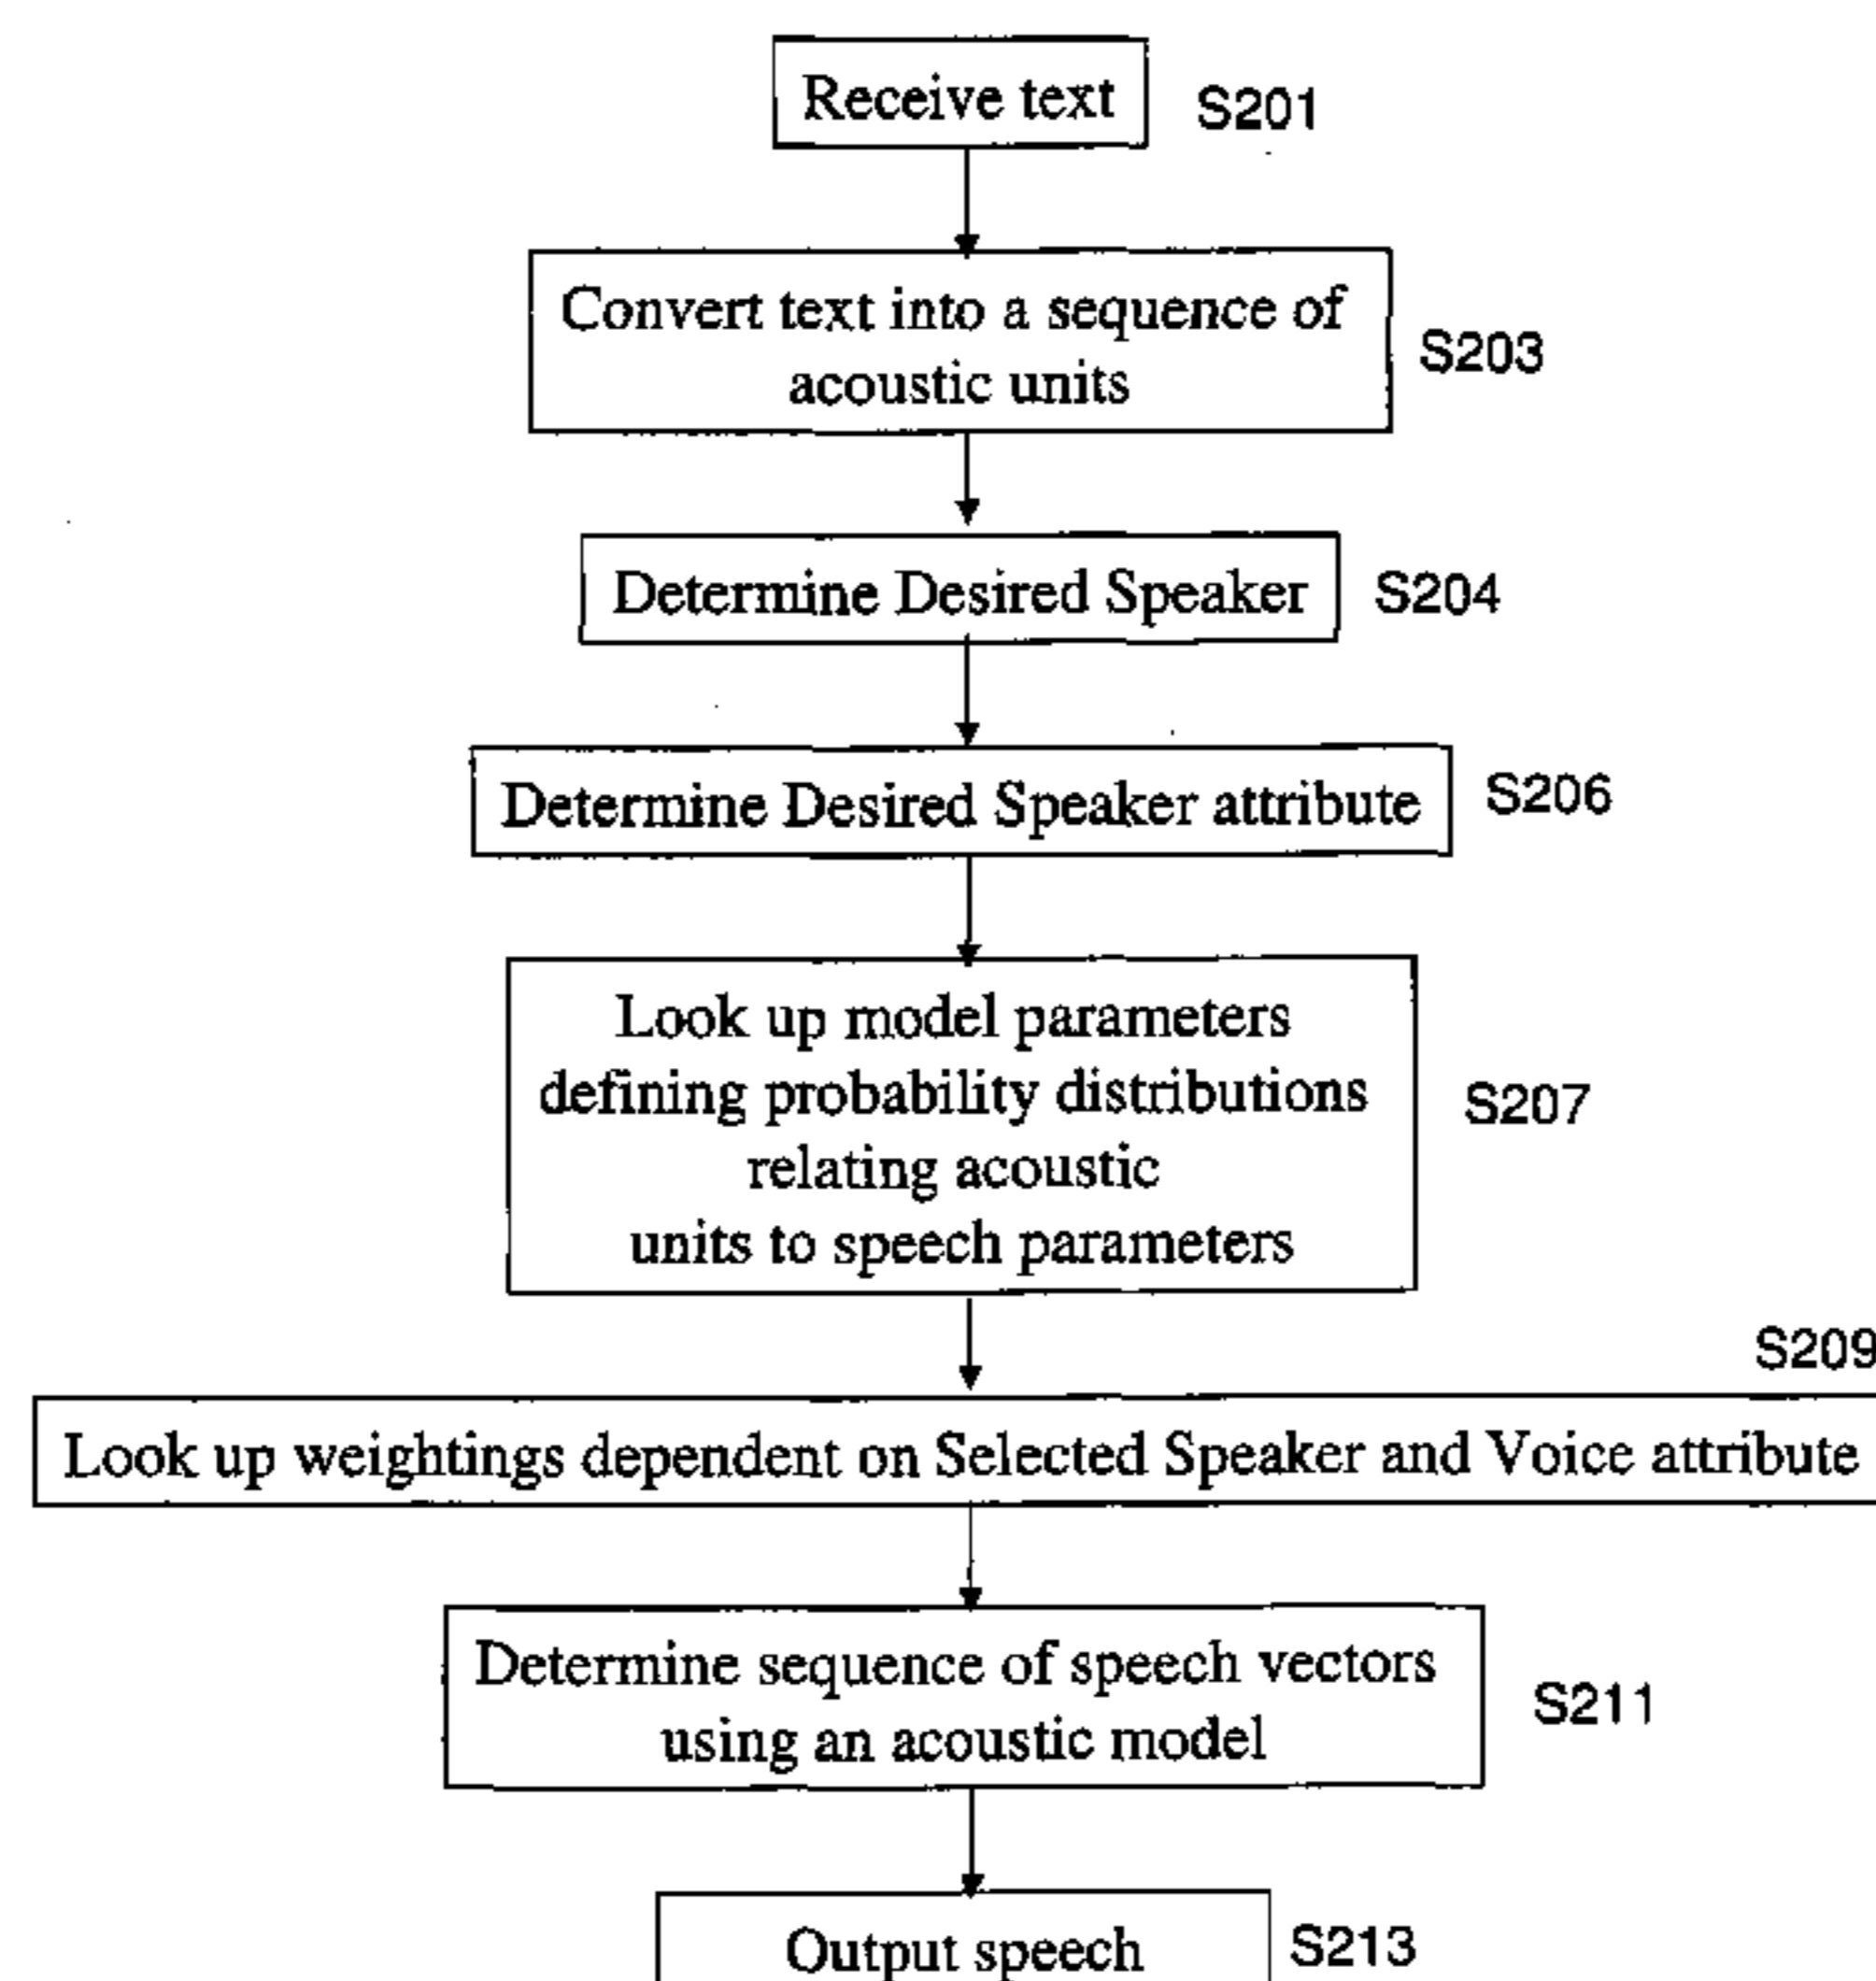 Receive text
S201
Convert text into a sequence of
acoustic units
S203
Determine Desired Speaker
S204
Determine Desired Speaker attribute
S206
Look up model parameters
defining probability distributions
relating acoustic
units to speech parameters
S207
S209
Look up weightings dependent on Selected Speaker and Voice attribute
Determine sequence of speech vectors
using an acoustic model
S211
Output speech
S213